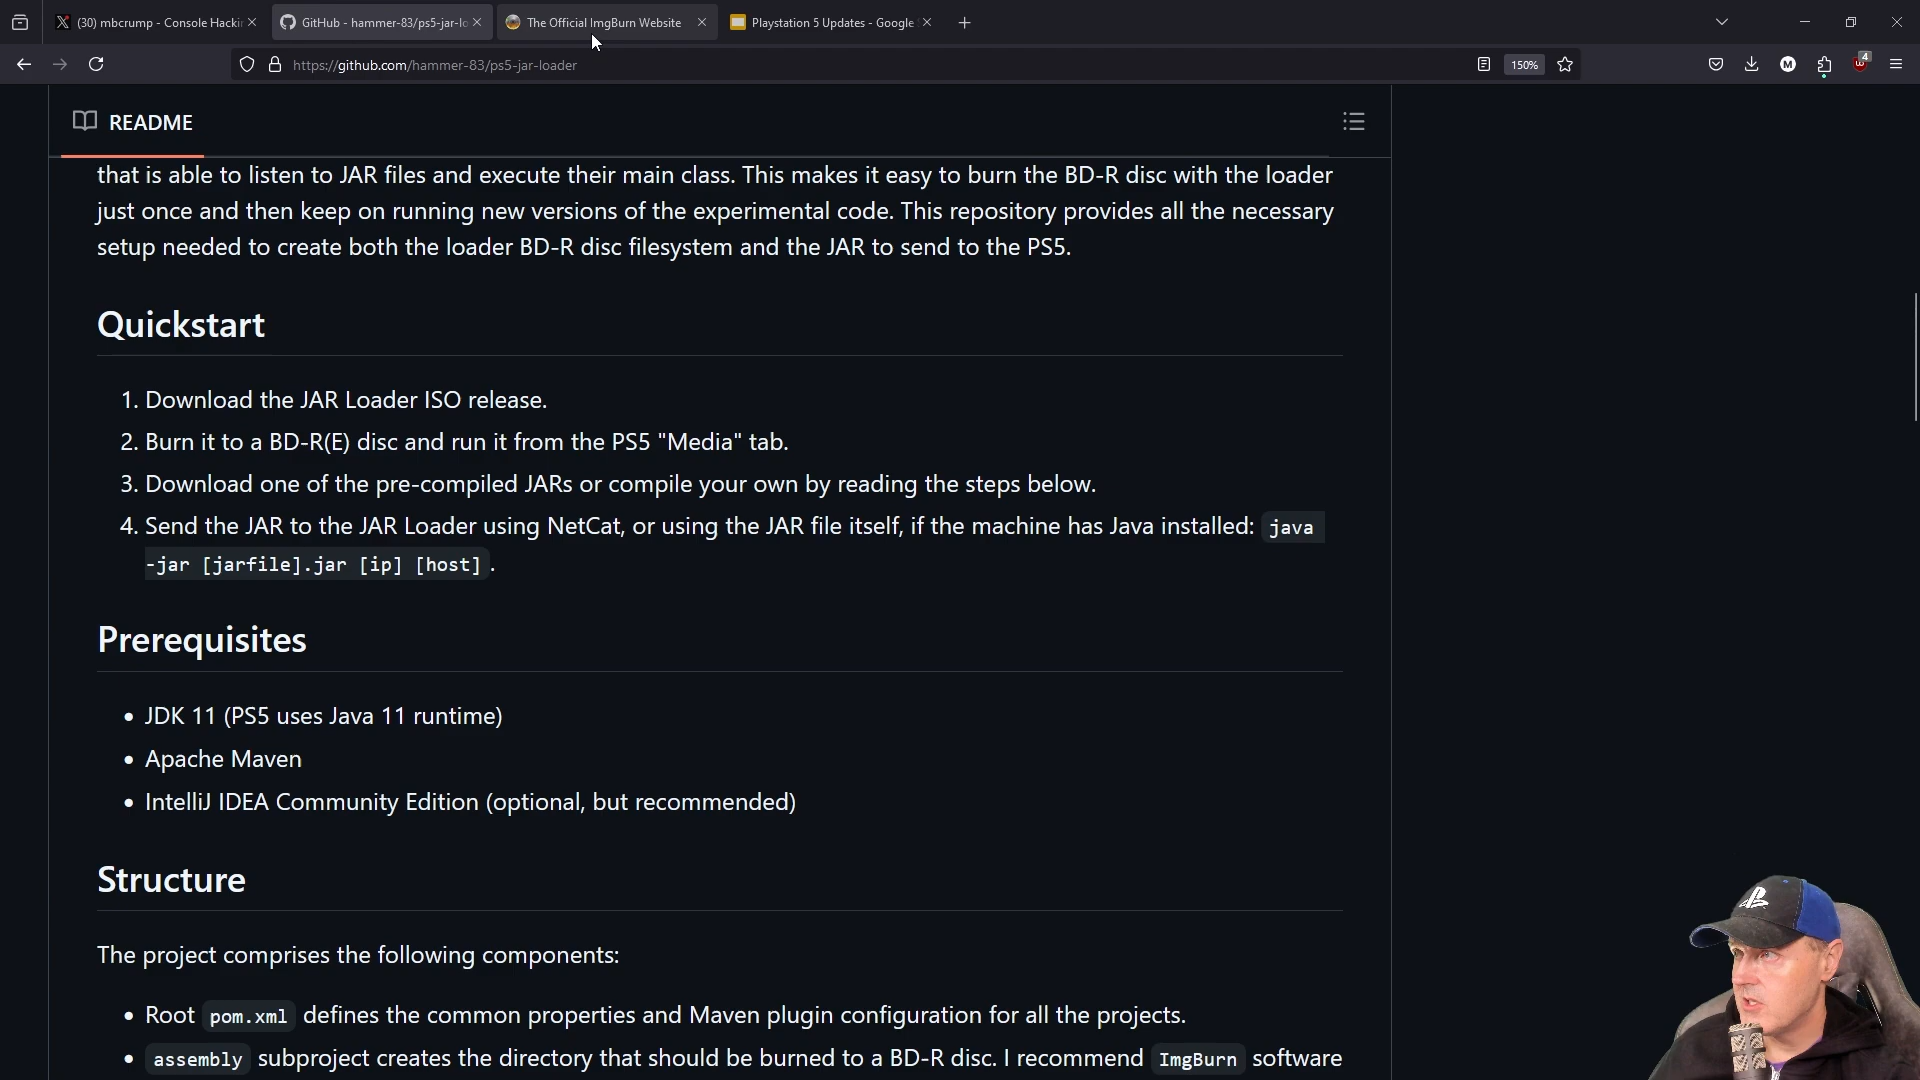 (30) mbcrump - Console Hacki
GitHub - hammer-83/ps5-jar-lo
The Official ImgBurn Website
Playstation 5 Updates - Google
https://github.com/hammer-83/ps5-jar-loader
150%
M
4
README
that is able to listen to JAR files and execute their main class. This makes it easy to burn the BD-R disc with the loader
just once and then keep on running new versions of the experimental code. This repository provides all the necessary
setup needed to create both the loader BD-R disc filesystem and the JAR to send to the PS5.
Quickstart
1. Download the JAR Loader ISO release.
2. Burn it to a BD-R(E) disc and run it from the PS5 "Media" tab.
3. Download one of the pre-compiled JARs or compile your own by reading the steps below.
4. Send the JAR to the JAR Loader using NetCat, or using the JAR file itself, if the machine has Java installed: java
-jar [jarfile].jar [ip] [host].
Prerequisites
• JDK 11 (PS5 uses Java 11 runtime)
• Apache Maven
• IntelliJ IDEA Community Edition (optional, but recommended)
Structure
The project comprises the following components:
• Root pom.xml defines the common properties and Maven plugin configuration for all the projects.
• assembly subproject creates the directory that should be burned to a BD-R disc. I recommend ImgBurn software